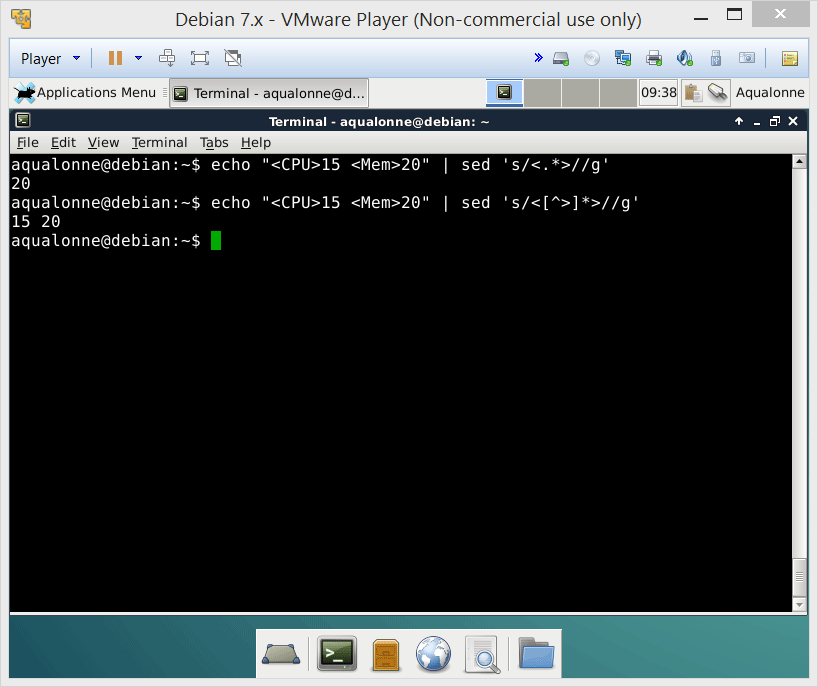 Debian 7.x - VMware Player (Non-commercial use only)
Player
Applications Menu
Terminal - aqualonne@d...
09:38
Aqualonne
Terminal - aqualonne@debian: ~
File Edit View Terminal Tabs Help
aqualonne@debian:~$ echo "<CPU>15 <Mem>20" | sed 's/<.*>//g'
20
aqualonne@debian:~$ echo "<CPU>15 <Mem>20" | sed 's/<[^>]*>//g'
15 20
aqualonne@debian:~$